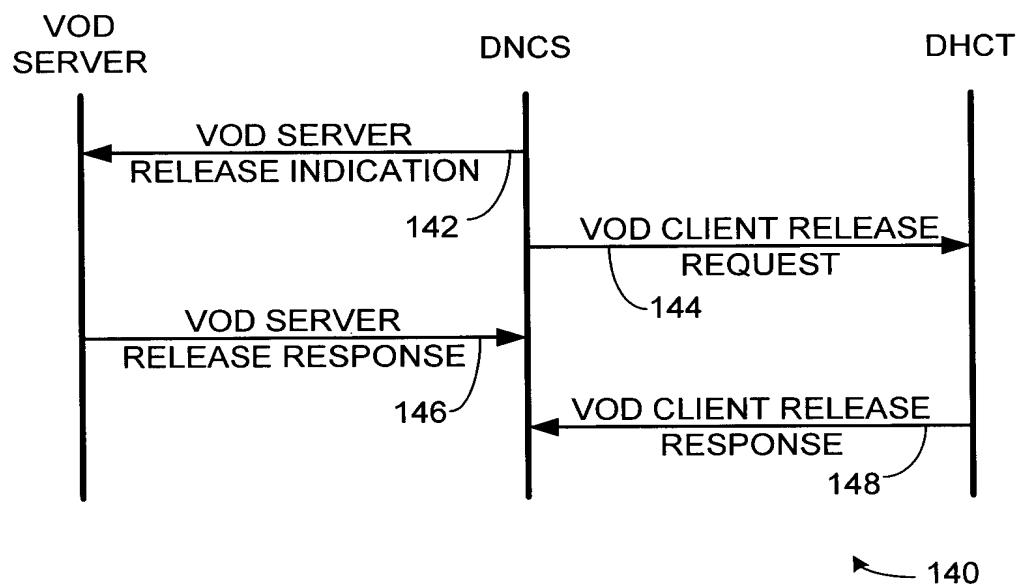 VOD
SERVER
DNCS
DHCT
VOD SERVER
RELEASE INDICATION
142
VOD CLIENT RELEASE
REQUEST
144
VOD SERVER
RELEASE RESPONSE
146
VOD CLIENT RELEASE
RESPONSE
148
140